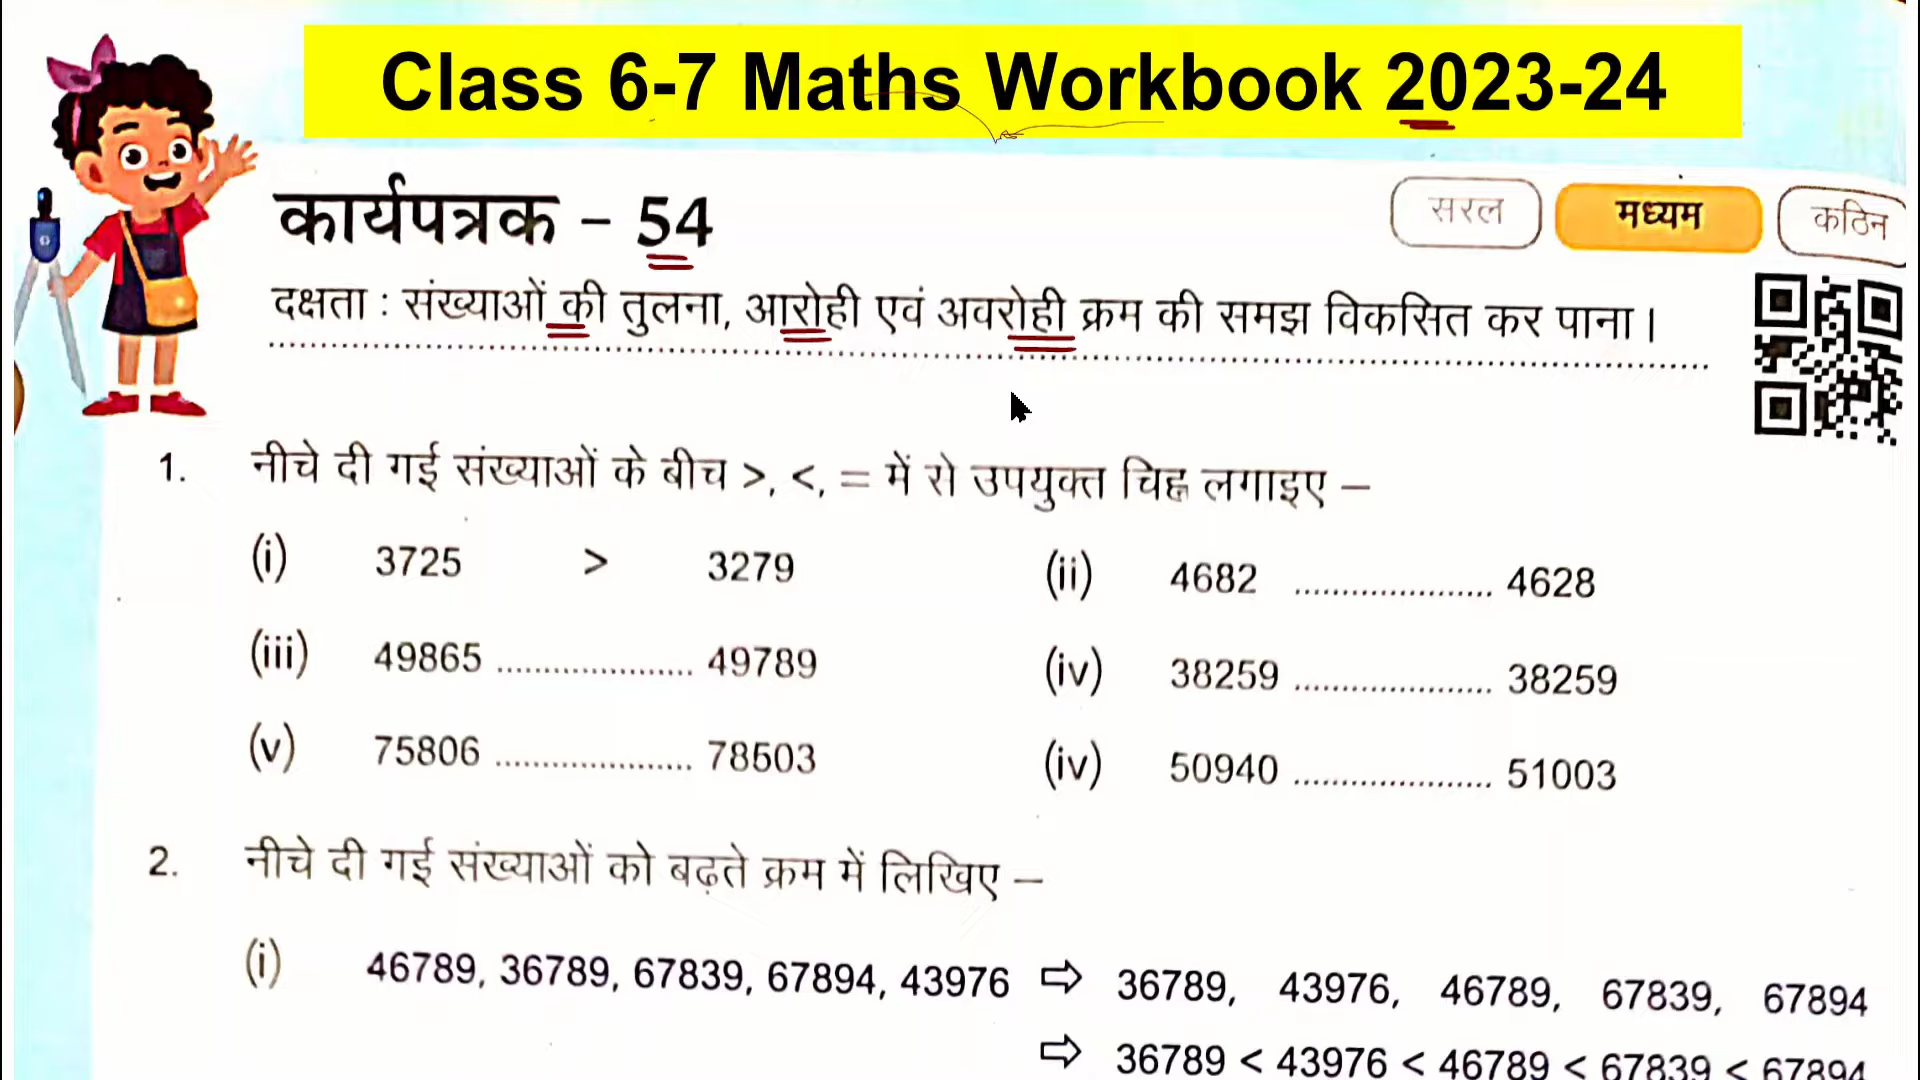 Class 6-7 Maths Workbook 2023-24
कार्यपत्रक – 54
सरल मध्यम कठिन
दक्षता : संख्याओं की तुलना, आरोही एवं अवरोही क्रम की समझ विकसित कर पाना।
1. नीचे दी गई संख्याओं के बीच >, <, = में से उपयुक्त चिह्न लगाइए –
(i) 3725 > 3279 (ii) 4682 ..................... 4628
(iii) 49865 ..................... 49789 (iv) 38259 ..................... 38259
(v) 75806 ..................... 78503 (iv) 50940 ..................... 51003
2. नीचे दी गई संख्याओं को बढ़ते क्रम में लिखिए –
(i) 46789, 36789, 67839, 67894, 43976 ⇨ 36789, 43976, 46789, 67839, 67894
⇨ 36789 < 43976 < 46789 < 67839 < 67894